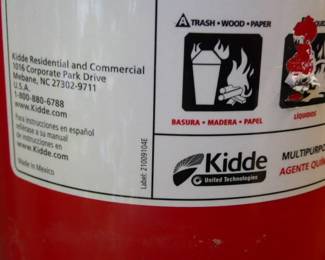 Kidde Residential and Commercial
1016 Corporate Park Drive
Mebane, NC 27302-9711
U.S.A.
1-800-880-6788
www.Kidde.com
Para instrucciones en español
refiérase a su manual
instrucciones o en
www.Kidde.com
Made in Mexico
Label: 21009104E
A TRASH • WOOD • PAPER
BASURA • MADERA • PAPEL
LÍQUIDOS
Kidde
United Technologies
MULTIPURPO
AGENTE QUÍ